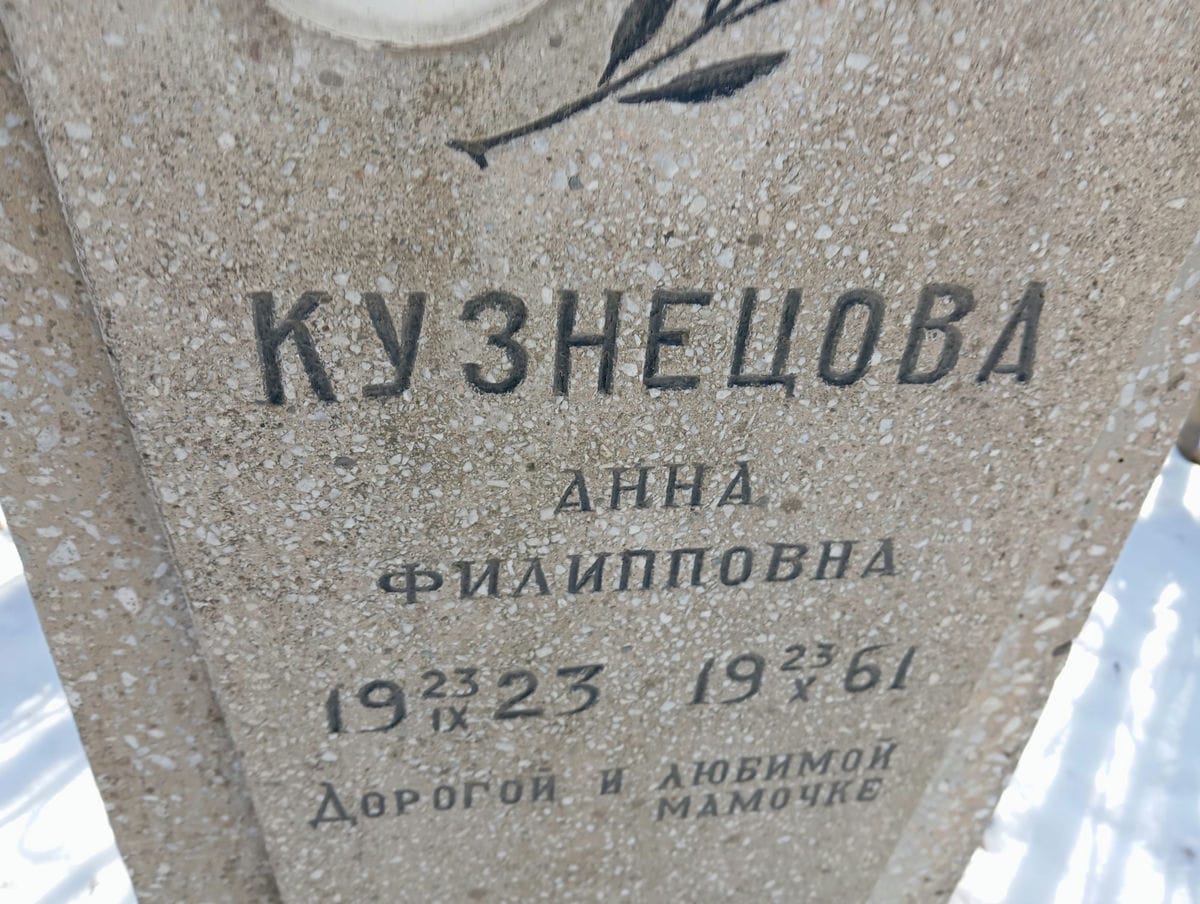 КУЗНЕЦОВА
АННА
ФИЛИППОВНА
19 23/IX 23 19 23/X 61
ДОРОГОЙ И ЛЮБИМОЙ
МАМОЧКЕ